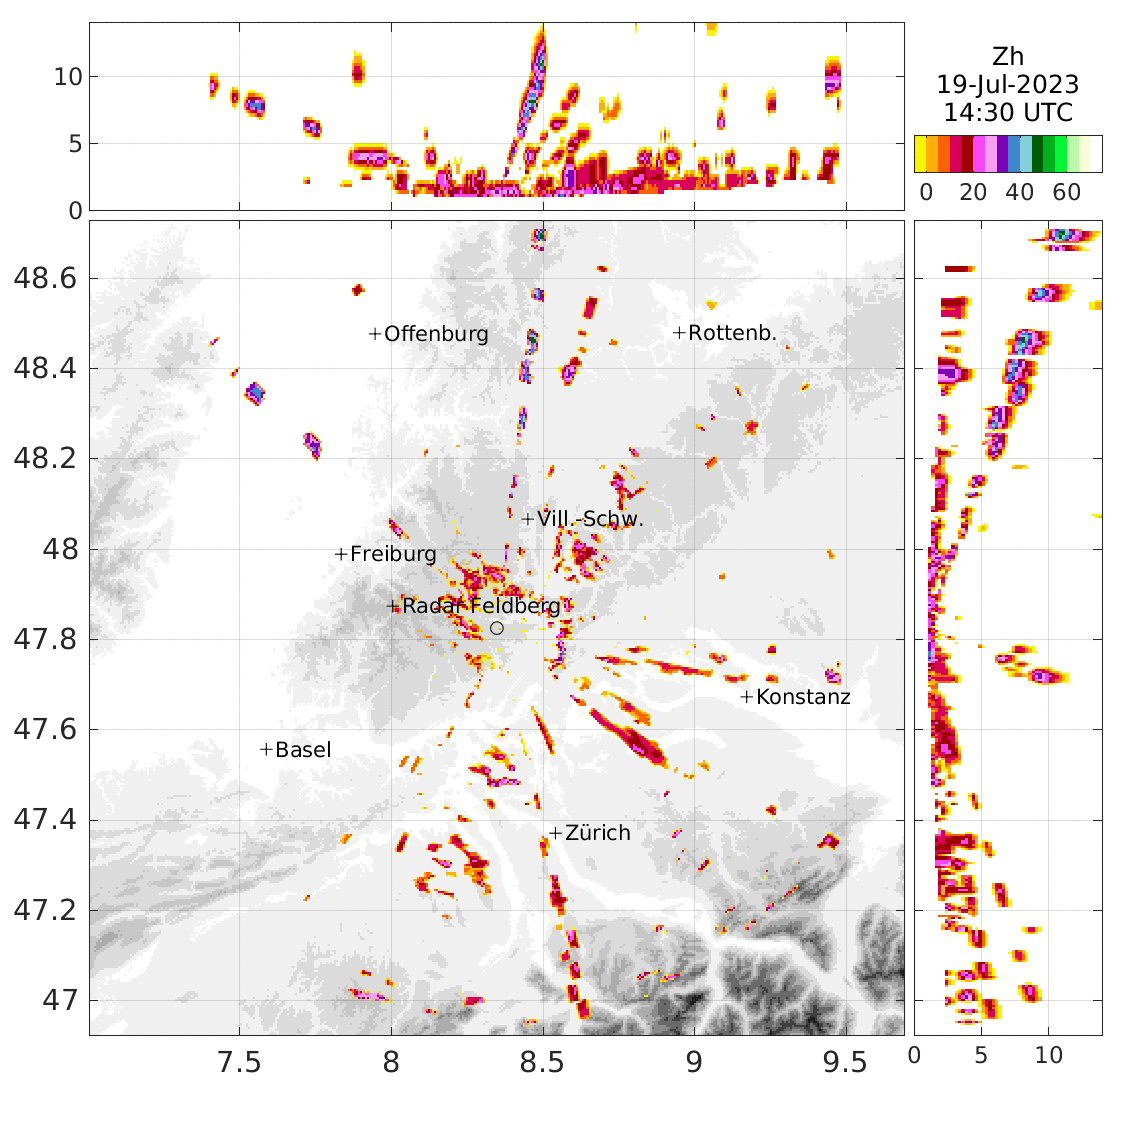 Zh
19-Jul-2023
14:30 UTC
0 20 40 60
10
5
0
48.6
48.4
48.2
48
47.8
47.6
47.4
47.2
47
+Offenburg
+Rottenb.
+Vill.-Schw.
+Freiburg
+Radar Feldberg
+Konstanz
+Basel
+Zürich
7.5 8 8.5 9 9.5
0 5 10